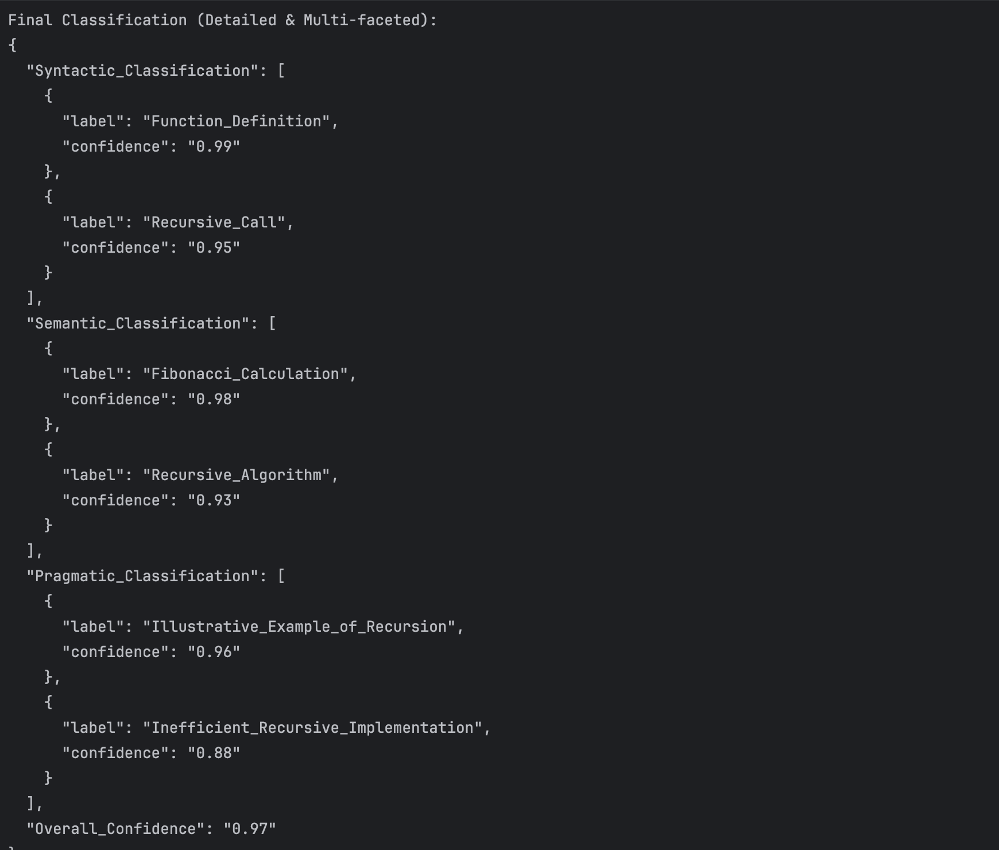 Final Classification (Detailed & Multi-faceted):
{
  "Syntactic_Classification": [
    {
      "label": "Function_Definition",
      "confidence": "0.99"
    },
    {
      "label": "Recursive_Call",
      "confidence": "0.95"
    }
  ],
  "Semantic_Classification": [
    {
      "label": "Fibonacci_Calculation",
      "confidence": "0.98"
    },
    {
      "label": "Recursive_Algorithm",
      "confidence": "0.93"
    }
  ],
  "Pragmatic_Classification": [
    {
      "label": "Illustrative_Example_of_Recursion",
      "confidence": "0.96"
    },
    {
      "label": "Inefficient_Recursive_Implementation",
      "confidence": "0.88"
    }
  ],
  "Overall_Confidence": "0.97"
}